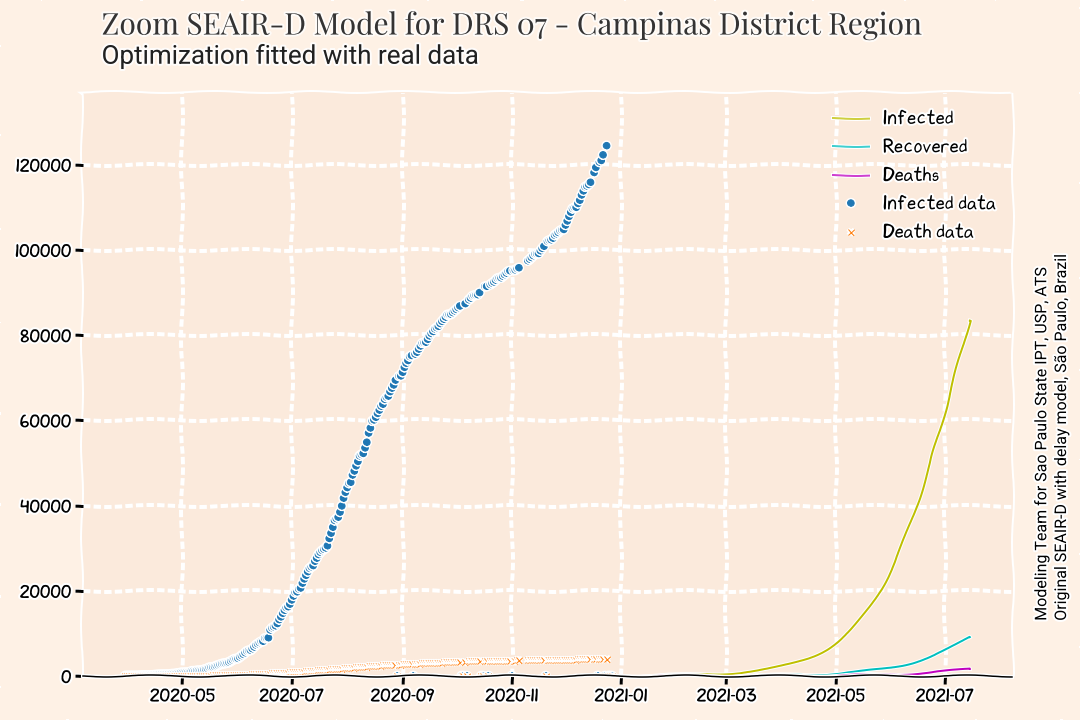 Zoom SEAIR-D Model for DRS 07 - Campinas District Region
Optimization fitted with real data
Infected
Recovered
Deaths
Infected data
Death data
120000
100000
80000
60000
40000
20000
0
2020-05 2020-07 2020-09 2020-11 2021-01 2021-03 2021-05 2021-07
Modeling Team for Sao Paulo State IPT, USP, ATS
Original SEAIR-D with delay model, São Paulo, Brazil